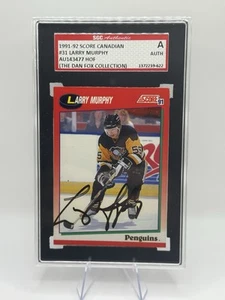 SGC Authentic
1991-92 SCORE CANADIAN
#31 LARRY MURPHY
AU143477 HOF
(THE DAN FOX COLLECTION)
A
AUTH
LARRY MURPHY
SCORE 91
55
Penguins